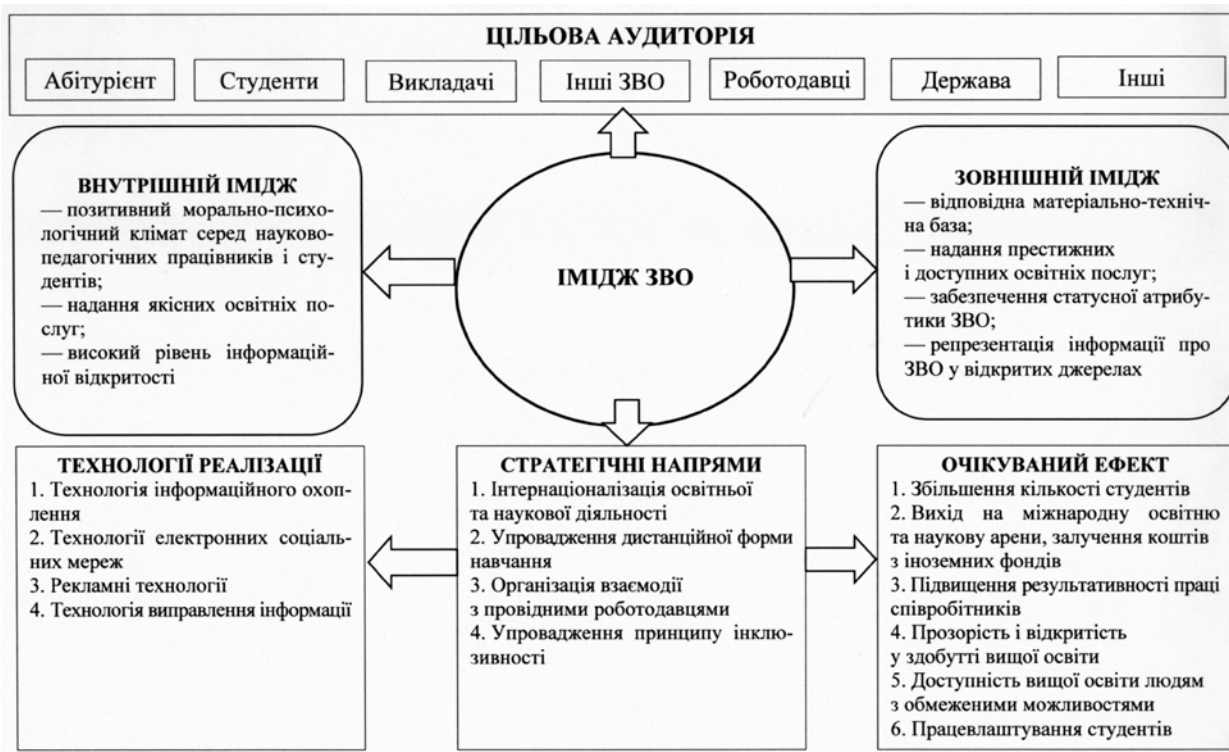 ЦІЛЬОВА АУДИТОРІЯ
Абітурієнт
Студенти
Викладачі
Інші ЗВО
Роботодавці
Держава
Інші
ВНУТРІШНІЙ ІМІДЖ
— позитивний морально-психо-
логічний клімат серед науково-
педагогічних працівників і сту-
дентів;
— надання якісних освітніх по-
слуг;
— високий рівень інформацій-
ної відкритості
ІМІДЖ ЗВО
ЗОВНІШНІЙ ІМІДЖ
— відповідна матеріально-техніч-
на база;
— надання престижних
і доступних освітніх послуг;
— забезпечення статусної атрибу-
тики ЗВО;
— репрезентація інформації про
ЗВО у відкритих джерелах
ТЕХНОЛОГІЇ РЕАЛІЗАЦІЇ
1. Технологія інформаційного охоп-
лення
2. Технології електронних соціаль-
них мереж
3. Рекламні технології
4. Технологія виправлення інформації
СТРАТЕГІЧНІ НАПРЯМИ
1. Інтернаціоналізація освітньої
та наукової діяльності
2. Упровадження дистанційної форми
навчання
3. Організація взаємодії
з провідними роботодавцями
4. Упровадження принципу інклю-
зивності
ОЧІКУВАНИЙ ЕФЕКТ
1. Збільшення кількості студентів
2. Вихід на міжнародну освітню
та наукову арени, залучення коштів
з іноземних фондів
3. Підвищення результативності праці
співробітників
4. Прозорість і відкритість
у здобутті вищої освіти
5. Доступність вищої освіти людям
з обмеженими можливостями
6. Працевлаштування студентів